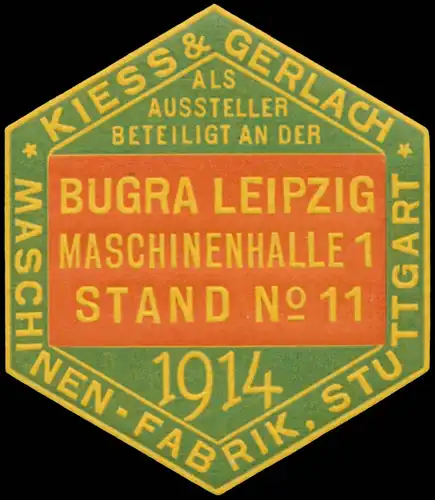 KIESS & GERLACH
ALS
AUSSTELLER
BETEILIGT AN DER
BUGRA LEIPZIG
MASCHINENHALLE 1
STAND No 11
1914
MASCHINEN-FABRIK, STUTTGART